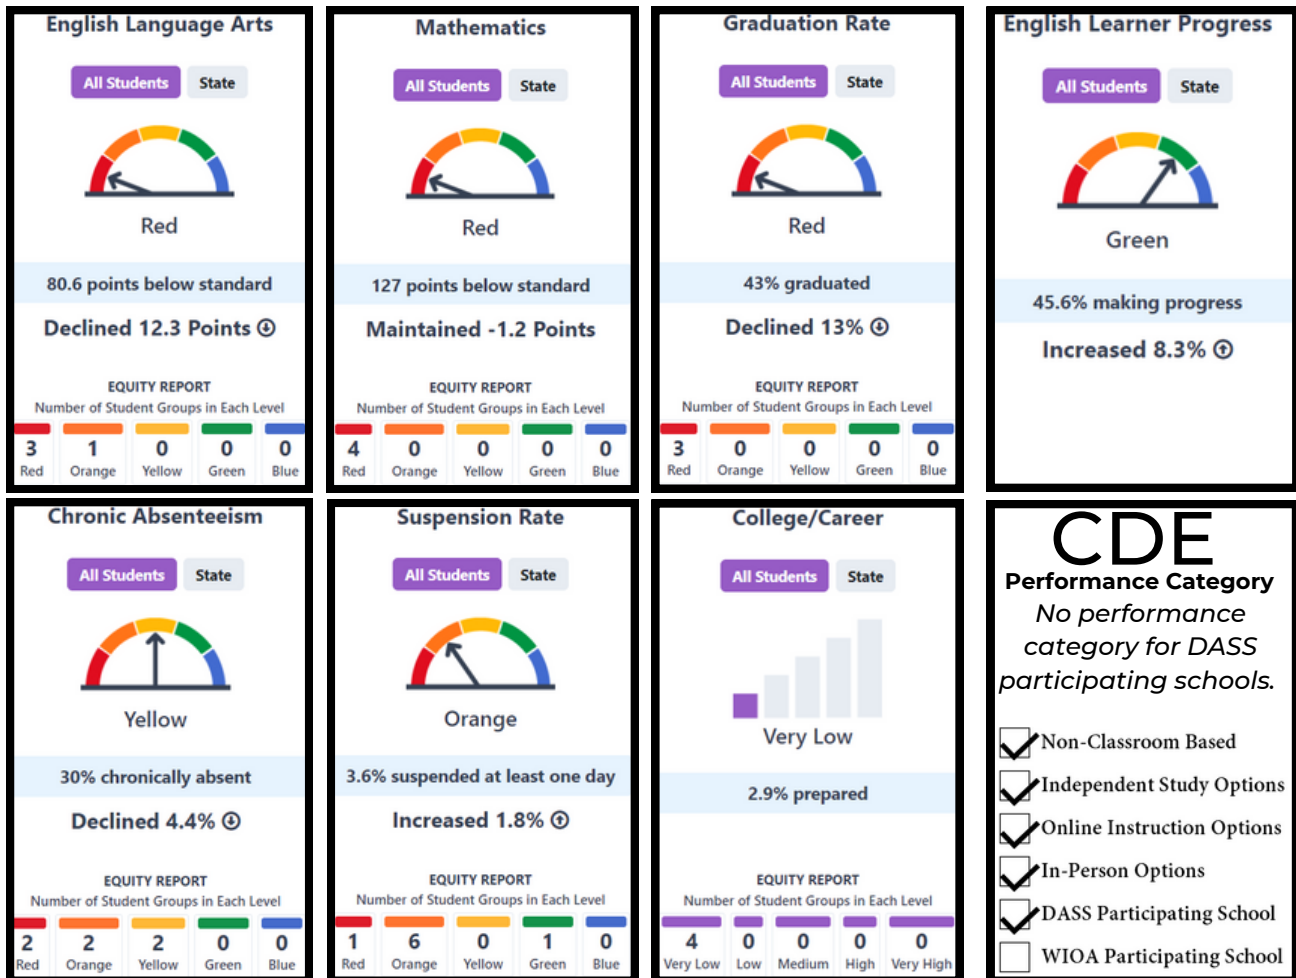 English Language Arts
All Students State
Red
80.6 points below standard
Declined 12.3 Points
EQUITY REPORT
Number of Student Groups in Each Level
3 1 0 0 0
Red Orange Yellow Green Blue
Mathematics
All Students State
Red
127 points below standard
Maintained -1.2 Points
EQUITY REPORT
Number of Student Groups in Each Level
4 0 0 0 0
Red Orange Yellow Green Blue
Graduation Rate
All Students State
Red
43% graduated
Declined 13%
EQUITY REPORT
Number of Student Groups in Each Level
3 0 0 0 0
Red Orange Yellow Green Blue
English Learner Progress
All Students State
Green
45.6% making progress
Increased 8.3%
Chronic Absenteeism
All Students State
Yellow
30% chronically absent
Declined 4.4%
EQUITY REPORT
Number of Student Groups in Each Level
2 2 2 0 0
Red Orange Yellow Green Blue
Suspension Rate
All Students State
Orange
3.6% suspended at least one day
Increased 1.8%
EQUITY REPORT
Number of Student Groups in Each Level
1 6 0 1 0
Red Orange Yellow Green Blue
College/Career
All Students State
Very Low
2.9% prepared
EQUITY REPORT
Number of Student Groups in Each Level
4 0 0 0 0
Very Low Low Medium High Very High
CDE
Performance Category
No performance
category for DASS
participating schools.
Non-Classroom Based
Independent Study Options
Online Instruction Options
In-Person Options
DASS Participating School
WIOA Participating School